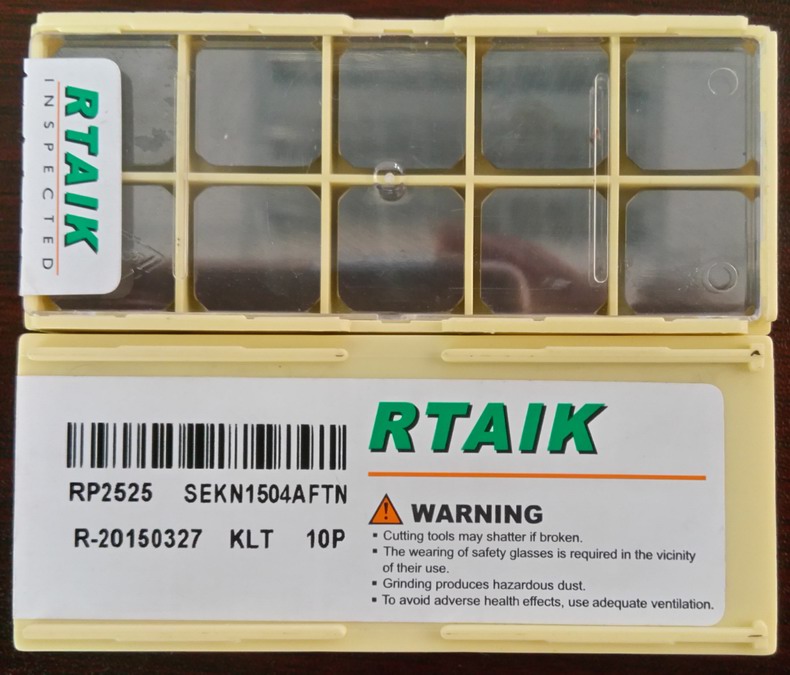 RTAIK
INSPECTED
RTAIK
RP2525 SEKN1504AFTN
R-20150327 KLT 10P
WARNING
▪ Cutting tools may shatter if broken.
▪ The wearing of safety glasses is required in the vicinity
of their use.
▪ Grinding produces hazardous dust.
▪ To avoid adverse health effects, use adequate ventilation.